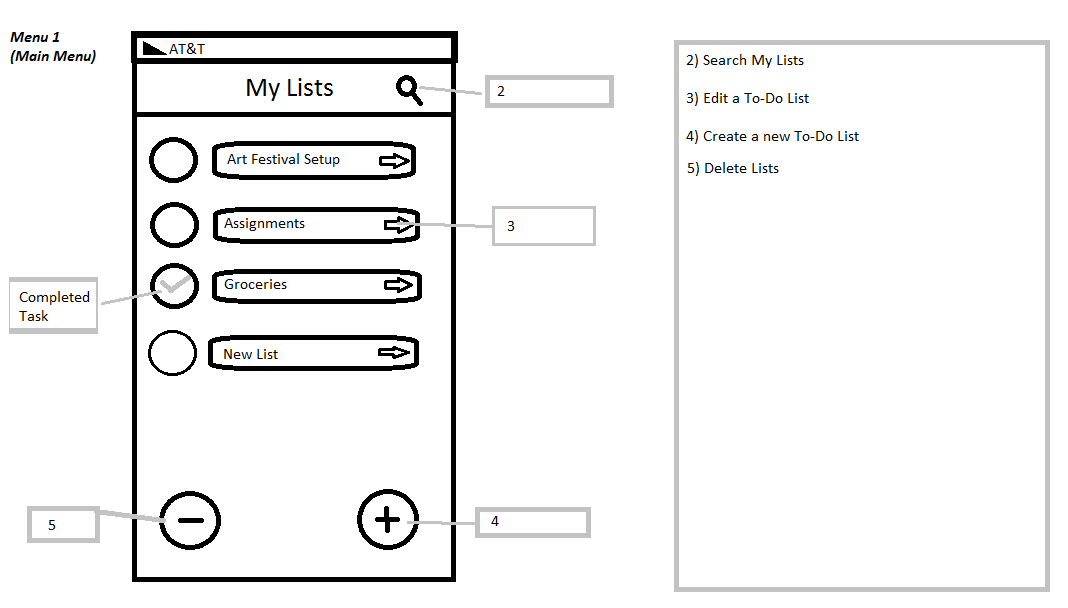 Menu 1
(Main Menu)
AT&T
My Lists
2
Art Festival Setup
Assignments
3
Groceries
Completed
Task
New List
5
4
2) Search My Lists
3) Edit a To-Do List
4) Create a new To-Do List
5) Delete Lists